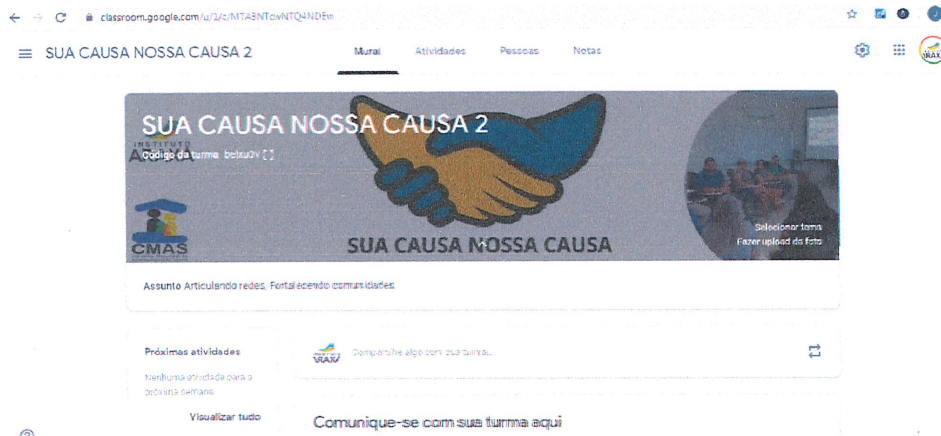 classroom.google.com
SUA CAUSA NOSSA CAUSA 2
Mural Atividades Pessoas Notas
SUA CAUSA NOSSA CAUSA 2
INSTITUTO
Código da turma
CMAS
SUA CAUSA NOSSA CAUSA
Selecionar tema
Fazer upload da foto
Assunto Articulando redes, Fortalecendo comunidades.
Próximas atividades
Nenhuma atividade para a
próxima semana
Visualizar tudo
Compartilhe algo com sua turma...
Comunique-se com sua turma aqui